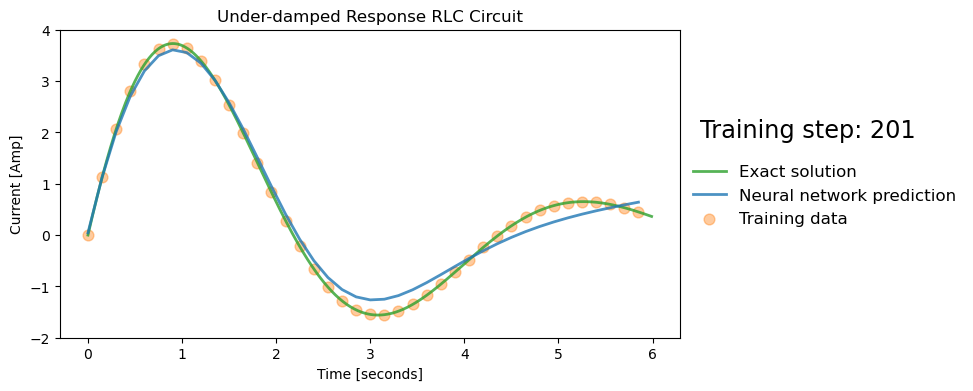 Under-damped Response RLC Circuit
4
3
2
1
0
−1
−2
Current [Amp]
0 1 2 3 4 5 6
Time [seconds]
Training step: 201
Exact solution
Neural network prediction
Training data